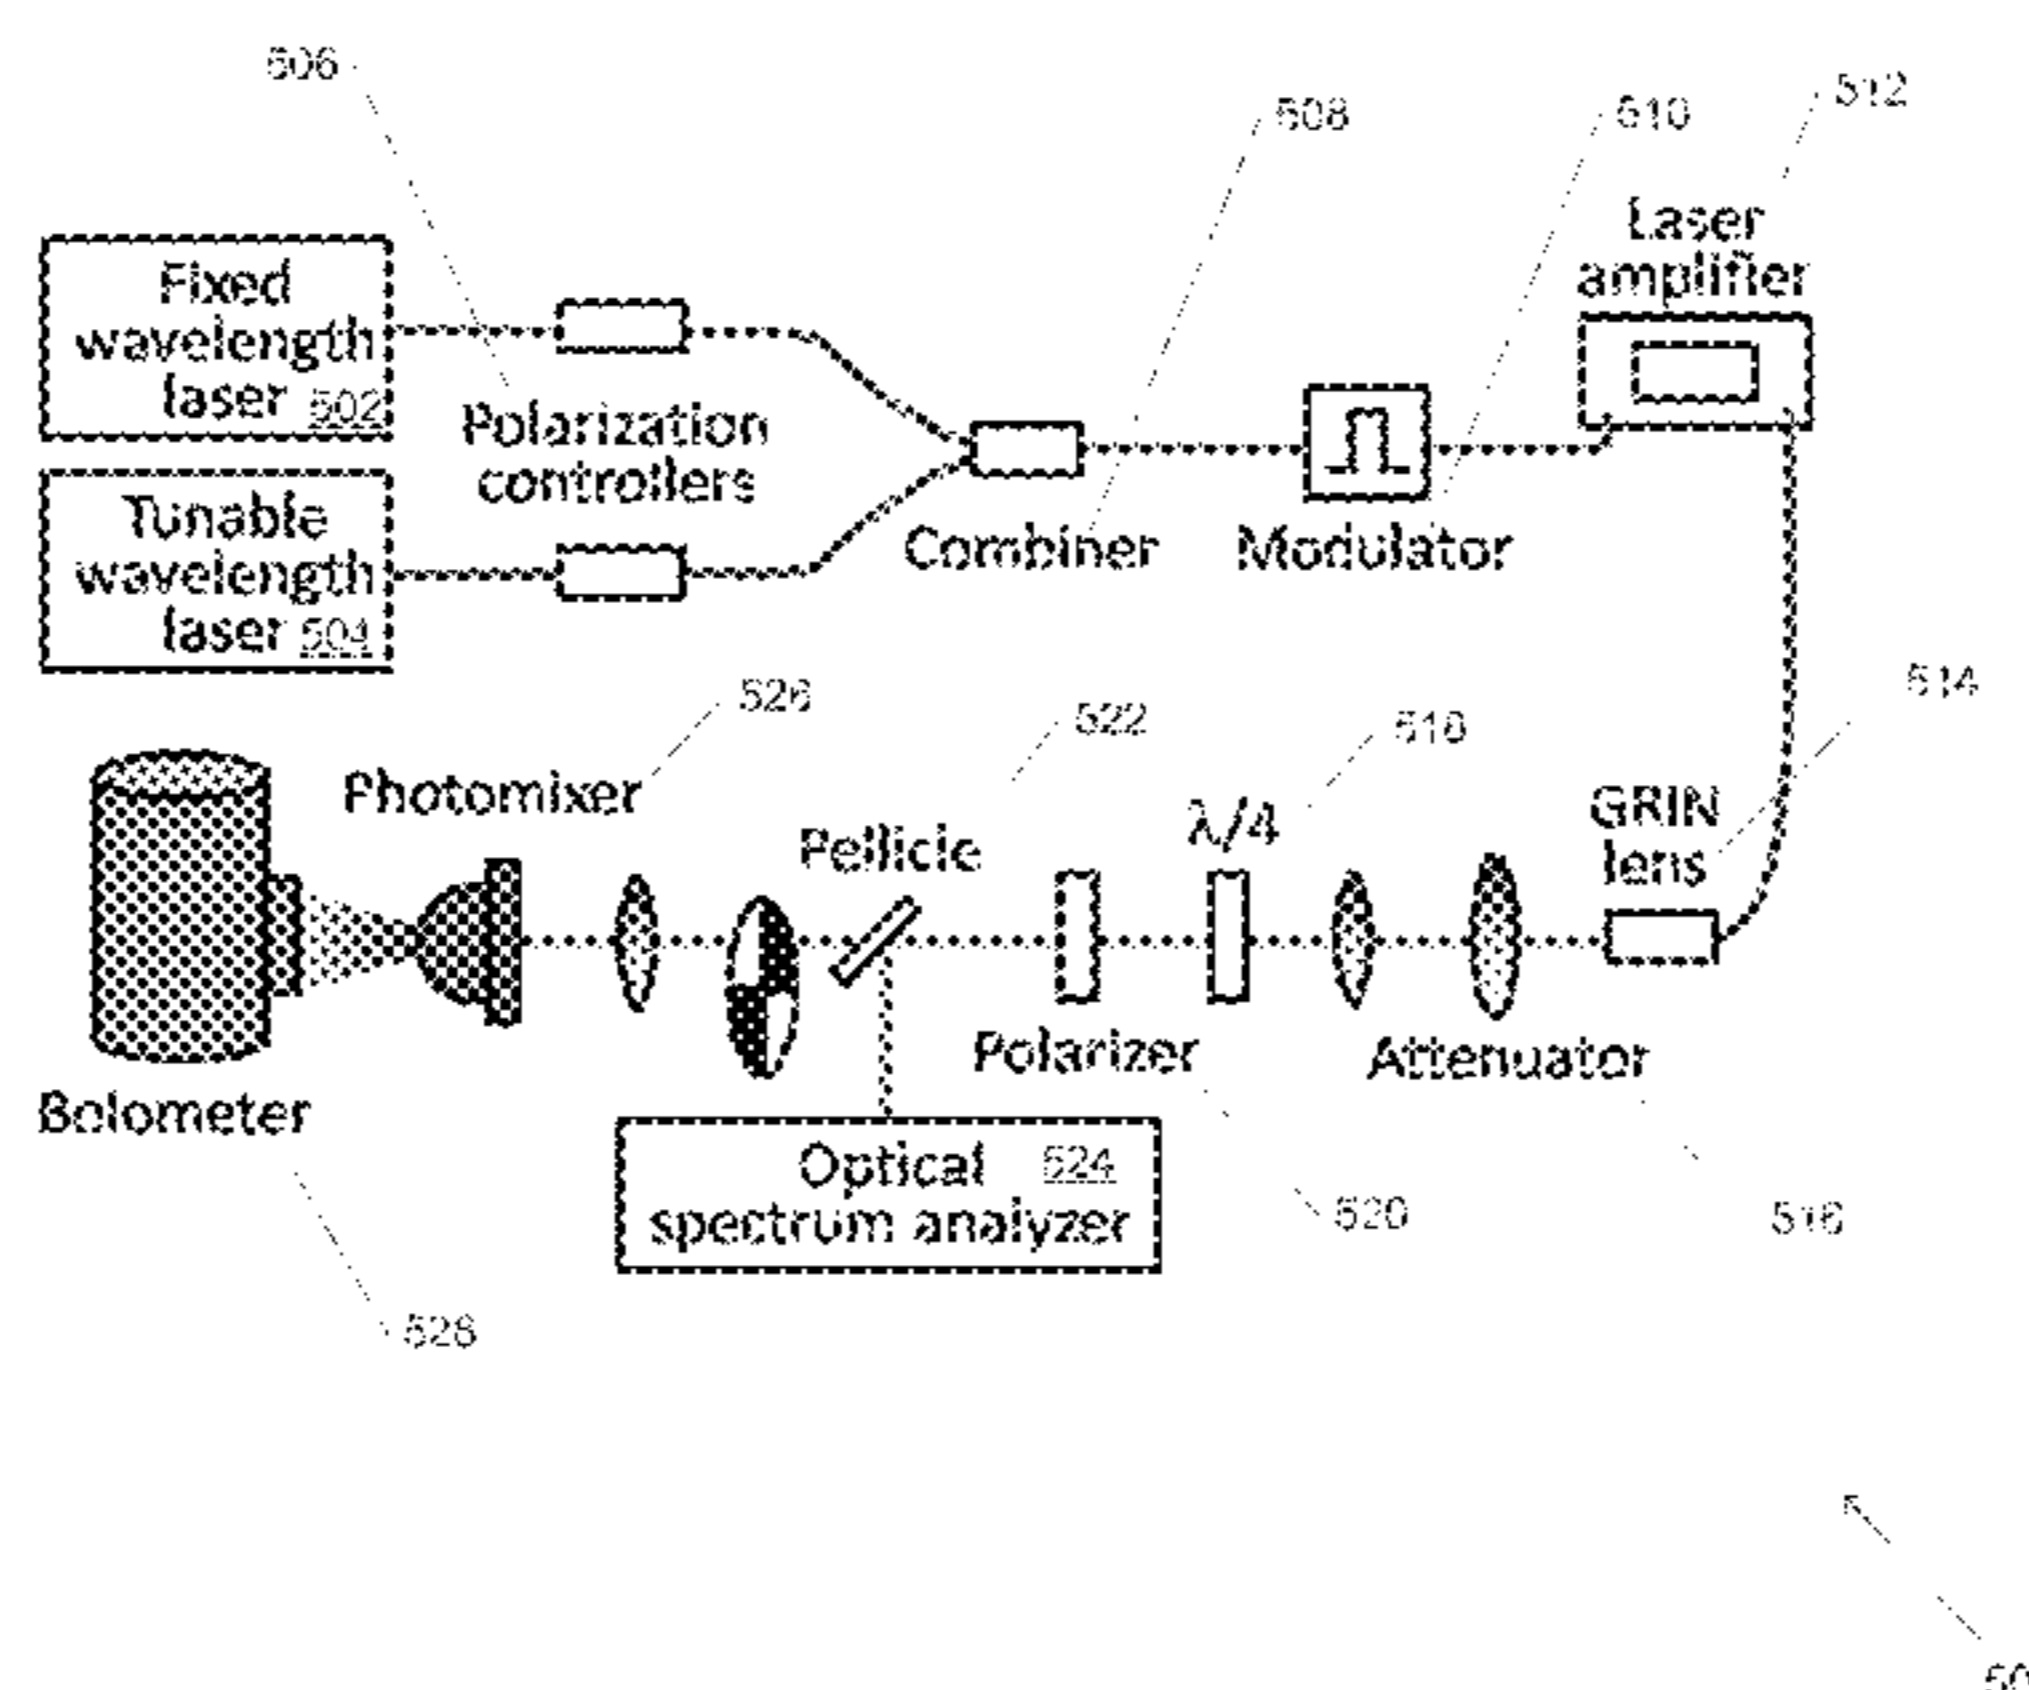 506
508
510
512
Laser
amplifier
Fixed
wavelength
laser 502
Polarization
controllers
Combiner
Modulator
Tunable
wavelength
laser 504
526
522
518
514
Photomixer
Pellicle
λ/4
GRIN
lens
Polarizer
Attenuator
Bolometer
Optical 524
spectrum analyzer
520
516
528